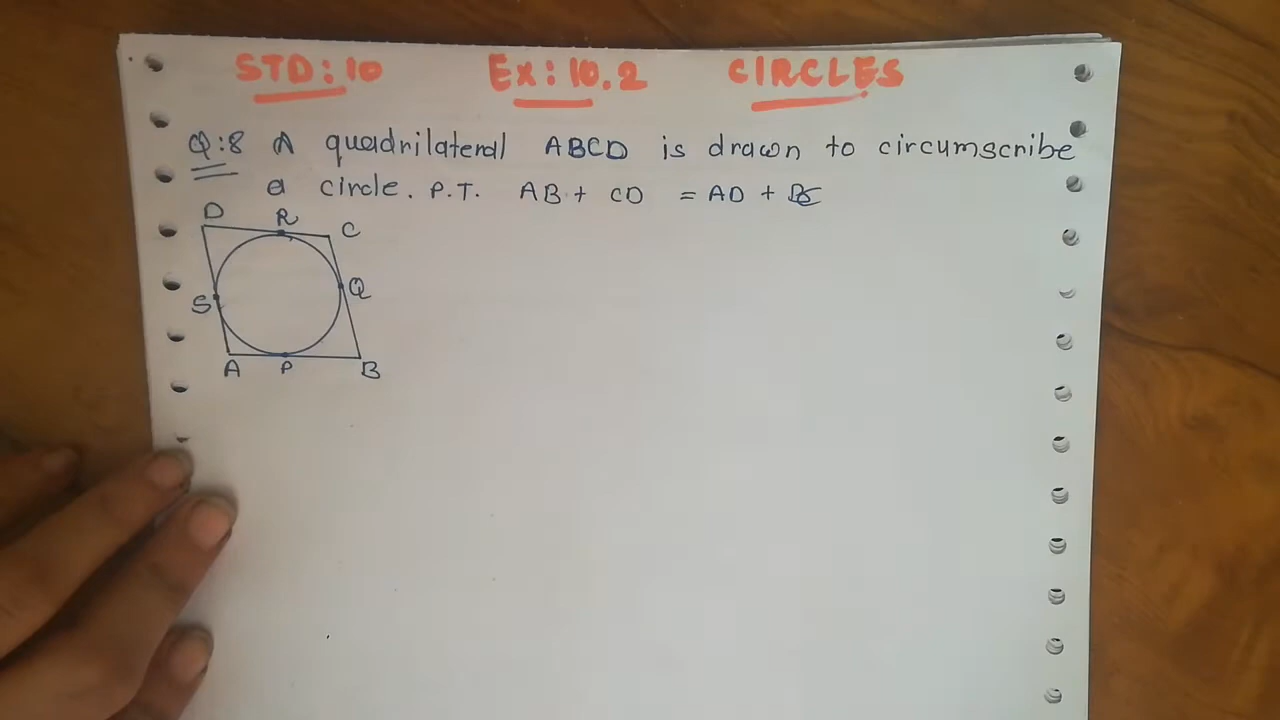 STD: 10 Ex: 10.2 CIRCLES
Q:8 A quadrilateral ABCD is drawn to circumscribe
a circle. P.T. AB + CD = AD + BC
D R C
S Q
A P B